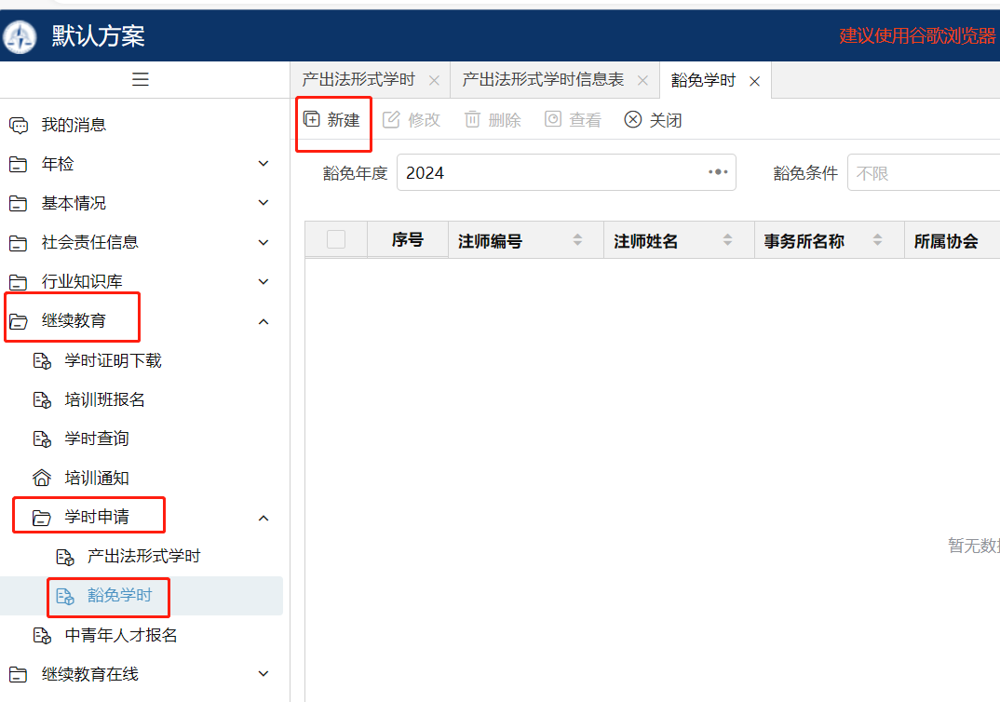 默认方案
建议使用谷歌浏览器
产出法形式学时
产出法形式学时信息表
豁免学时
新建
修改
删除
查看
关闭
我的消息
年检
基本情况
社会责任信息
行业知识库
继续教育
学时证明下载
培训班报名
学时查询
培训通知
学时申请
产出法形式学时
豁免学时
中青年人才报名
继续教育在线
豁免年度
2024
豁免条件
不限
序号
注师编号
注师姓名
事务所名称
所属协会
暂无数